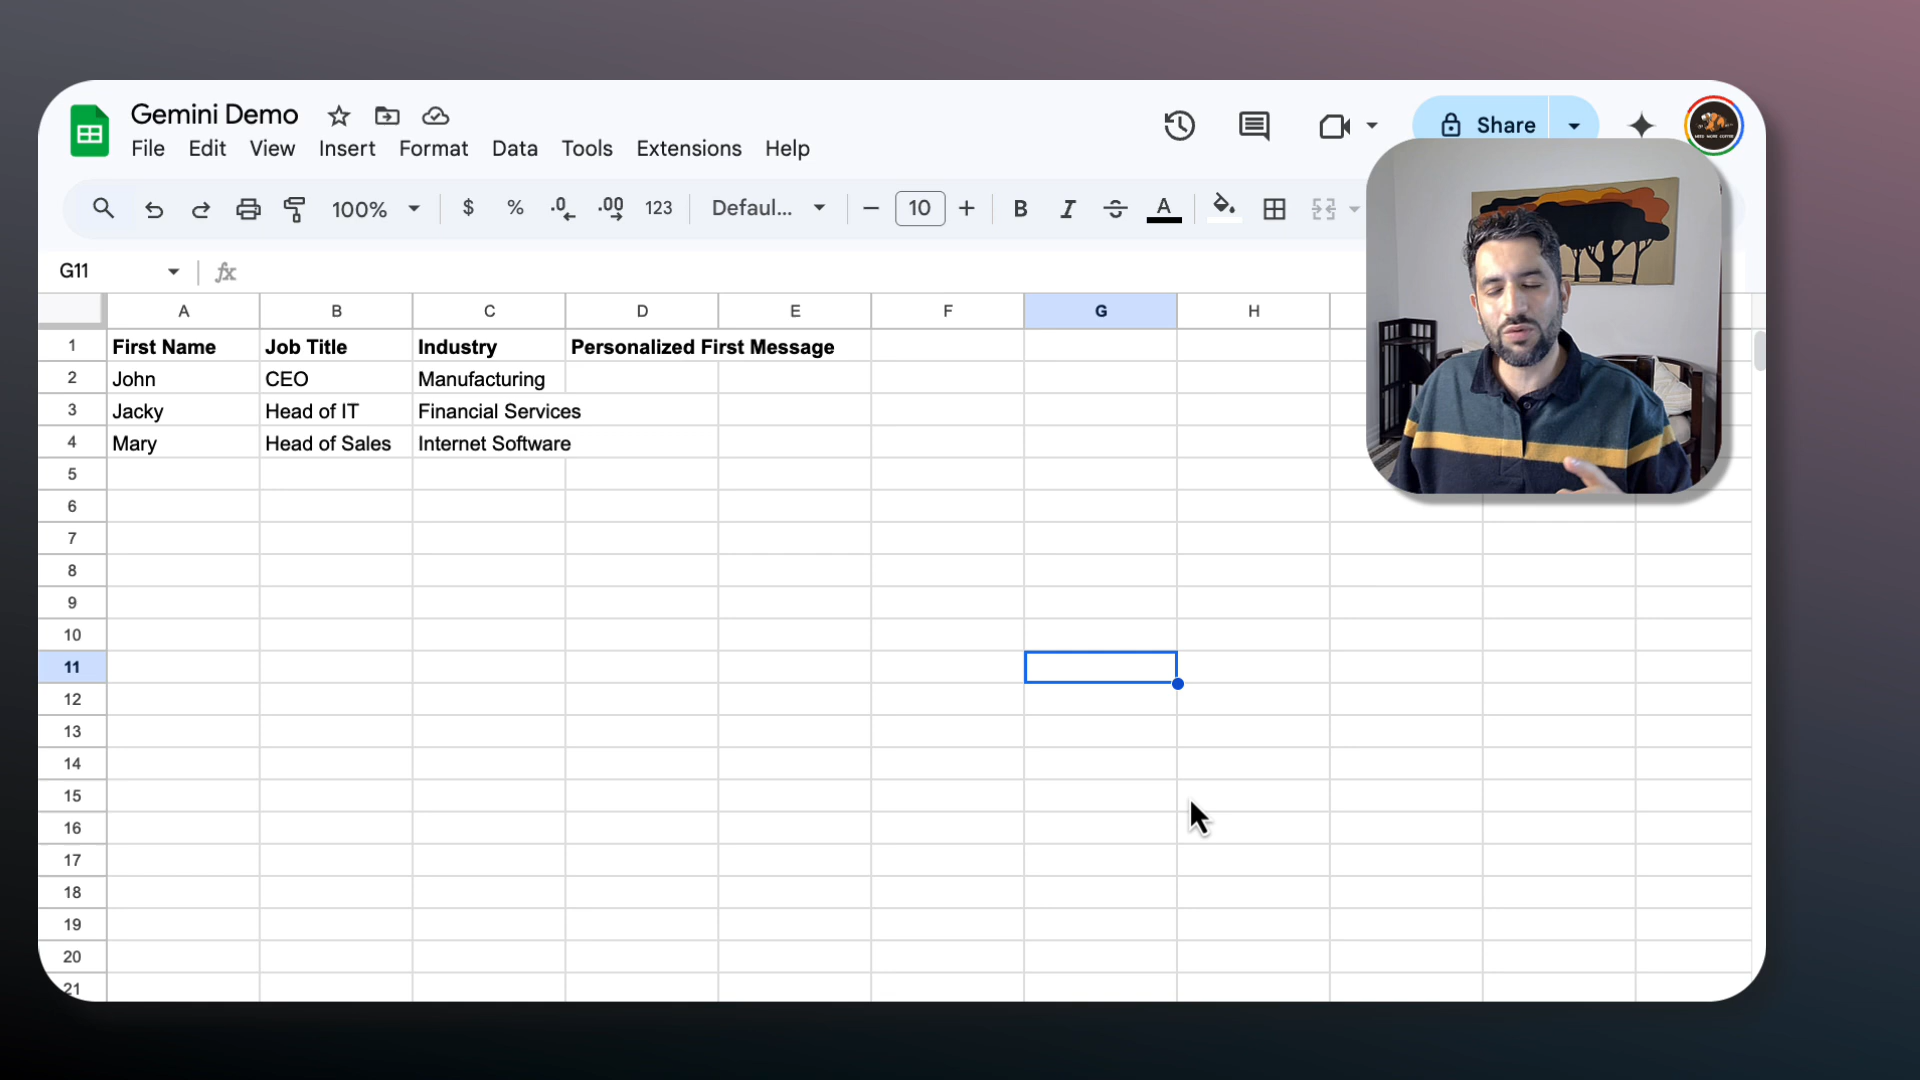 Gemini Demo
File Edit View Insert Format Data Tools Extensions Help
Share
100% $ % .0 .00 123 Defaul... 10 B I S A
G11 fx
A B C D E F G H
1 First Name Job Title Industry Personalized First Message
2 John CEO Manufacturing
3 Jacky Head of IT Financial Services
4 Mary Head of Sales Internet Software
5
6
7
8
9
10
11
12
13
14
15
16
17
18
19
20
21